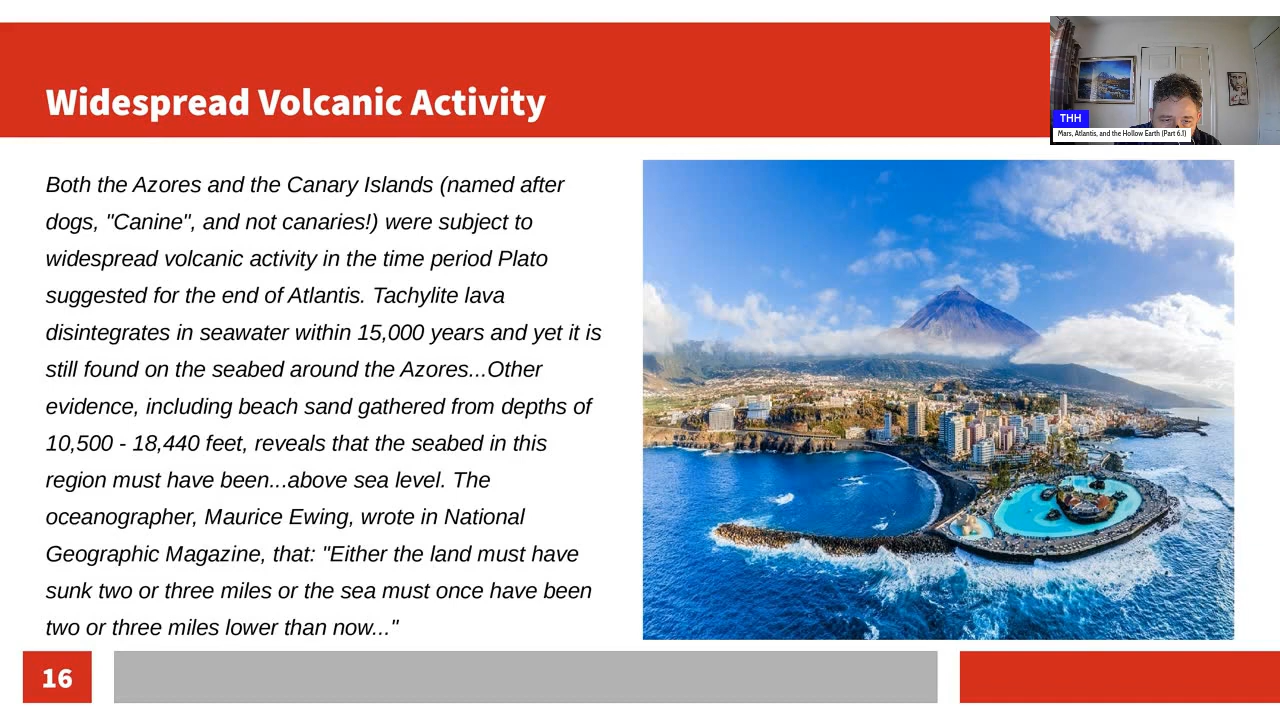 Widespread Volcanic Activity
THH
Mars, Atlantis, and the Hollow Earth (Part 6.1)
Both the Azores and the Canary Islands (named after
dogs, "Canine", and not canaries!) were subject to
widespread volcanic activity in the time period Plato
suggested for the end of Atlantis. Tachylite lava
disintegrates in seawater within 15,000 years and yet it is
still found on the seabed around the Azores...Other
evidence, including beach sand gathered from depths of
10,500 - 18,440 feet, reveals that the seabed in this
region must have been...above sea level. The
oceanographer, Maurice Ewing, wrote in National
Geographic Magazine, that: "Either the land must have
sunk two or three miles or the sea must once have been
two or three miles lower than now..."
16